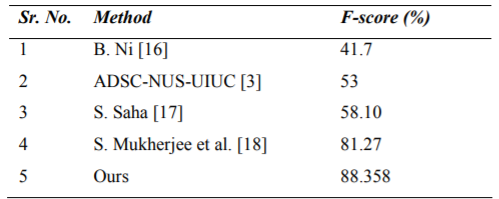 Sr. No. Method F-score (%)
1 B. Ni [16] 41.7
2 ADSC-NUS-UIUC [3] 53
3 S. Saha [17] 58.10
4 S. Mukherjee et al. [18] 81.27
5 Ours 88.358